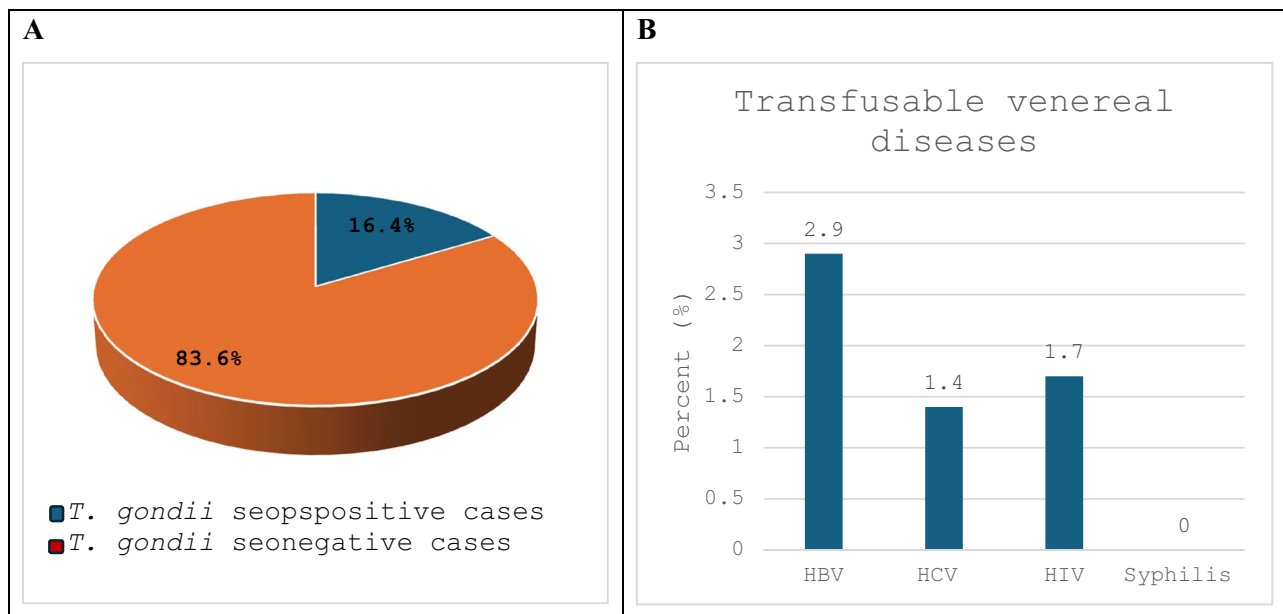 A
16.4%
83.6%
T. gondii seopspositive cases
T. gondii seonegative cases
B
Transfusable venereal
diseases
Percent (%)
3.5
3
2.5
2
1.5
1
0.5
0
2.9
1.4
1.7
0
HBV HCV HIV Syphilis